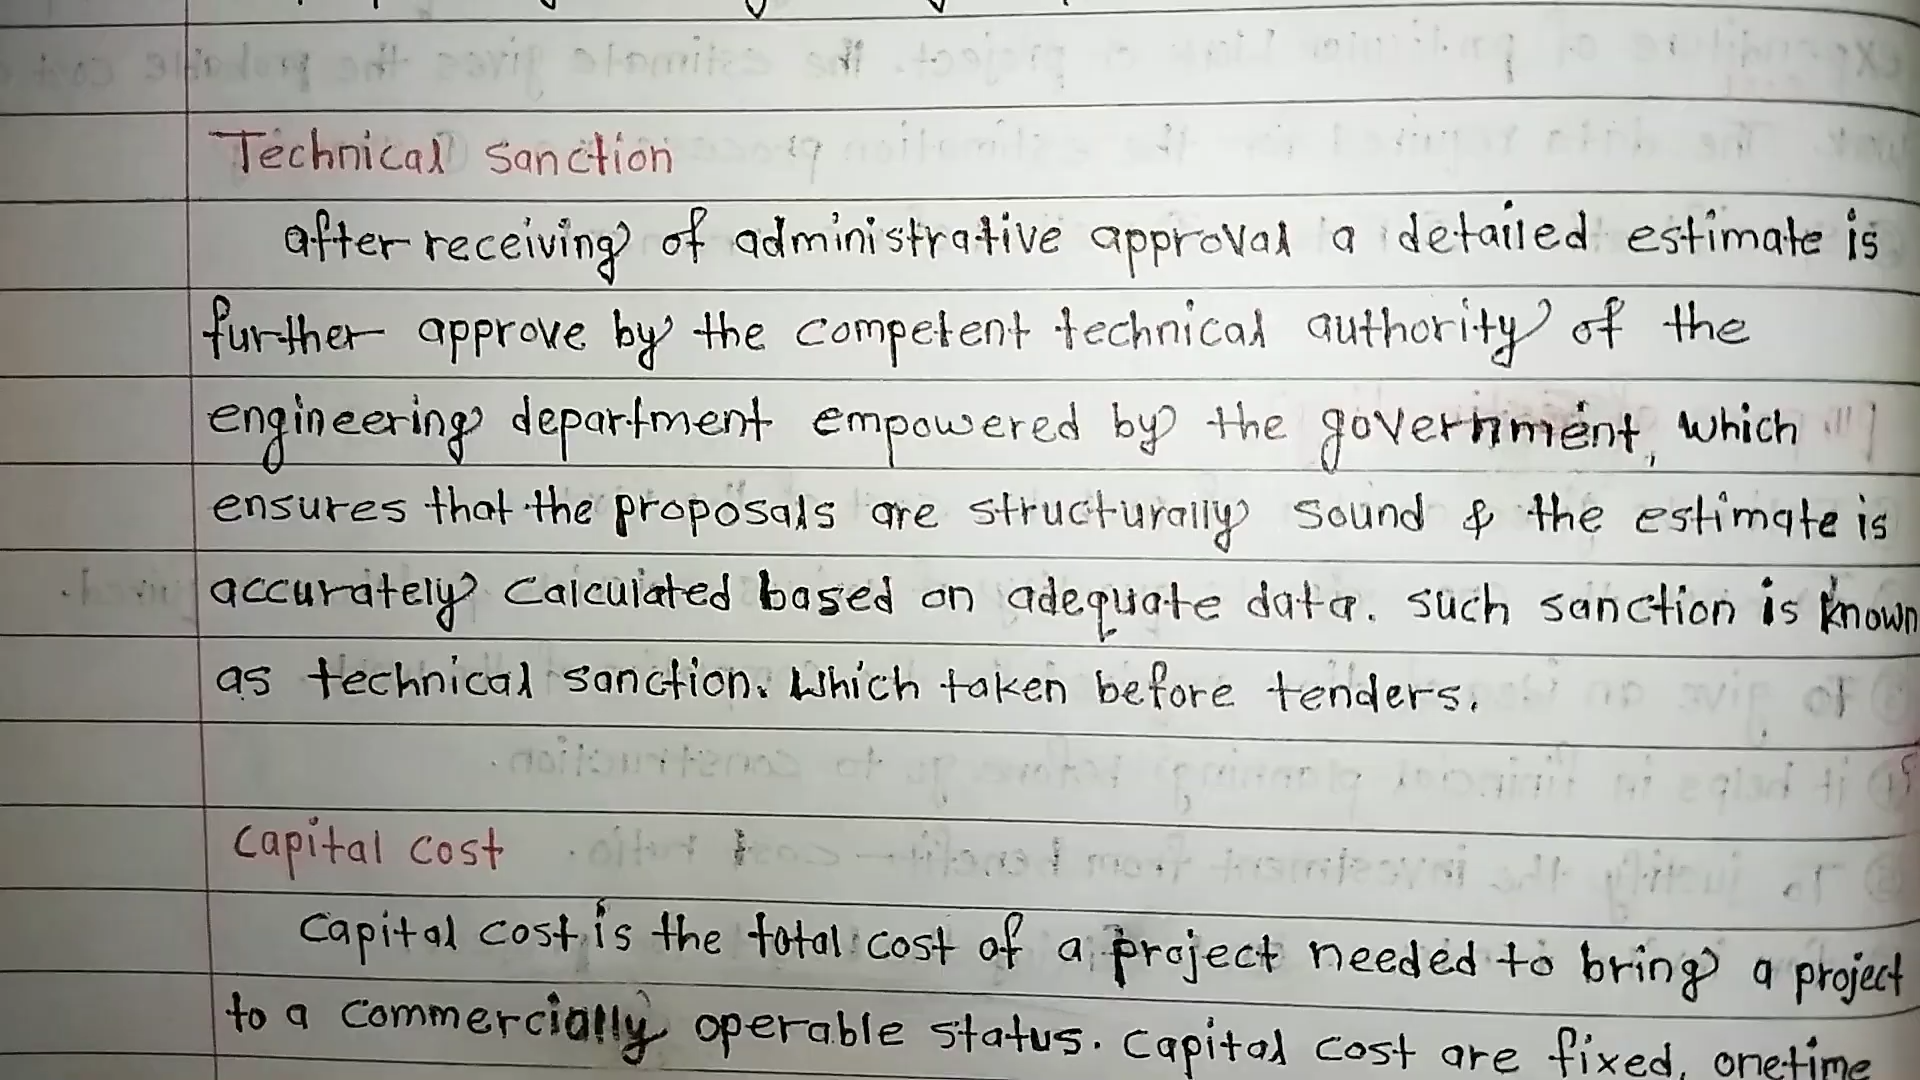 Technical sanction
after receiving of administrative approval a detailed estimate is
further approve by the competent technical authority of the
engineering department empowered by the government, which
ensures that the proposals are structurally sound & the estimate is
accurately calculated based on adequate data. such sanction is known
as technical sanction. Which taken before tenders.
capital cost
capital cost is the total cost of a project needed to bring a project
to a commercially operable status. capital cost are fixed, onetime